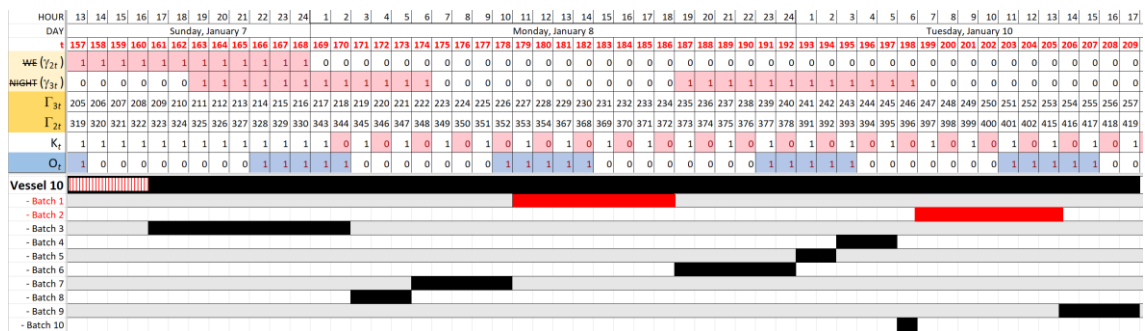 HOUR 13 14 15 16 17 18 19 20 21 22 23 24 1 2 3 4 5 6 7 8 9 10 11 12 13 14 15 16 17 18 19 20 21 22 23 24 1 2 3 4 5 6 7 8 9 10 11 12 13 14 15 16 17
DAY Sunday, January 7 Monday, January 8 Tuesday, January 10
t 157 158 159 160 161 162 163 164 165 166 167 168 169 170 171 172 173 174 175 176 177 178 179 180 181 182 183 184 185 186 187 188 189 190 191 192 193 194 195 196 197 198 199 200 201 202 203 204 205 206 207 208 209
WE (γ2t) 1 1 1 1 1 1 1 1 1 1 1 1 0 0 0 0 0 0 0 0 0 0 0 0 0 0 0 0 0 0 0 0 0 0 0 0 0 0 0 0 0 0 0 0 0 0 0 0 0 0 0 0 0
NIGHT (γ3t) 0 0 0 0 0 0 1 1 1 1 1 1 1 1 1 1 1 1 0 0 0 0 0 0 0 0 0 0 0 0 1 1 1 1 1 1 1 1 1 1 1 1 0 0 0 0 0 0 0 0 0 0 0
Γ3t 205 206 207 208 209 210 211 212 213 214 215 216 217 218 219 220 221 222 223 224 225 226 227 228 229 230 231 232 233 234 235 236 237 238 239 240 241 242 243 244 245 246 247 248 249 250 251 252 253 254 255 256 257
Γ2t 319 320 321 322 323 324 325 326 327 328 329 330 343 344 345 346 347 348 349 350 351 352 353 354 367 368 369 370 371 372 373 374 375 376 377 378 391 392 393 394 395 396 397 398 399 400 401 402 415 416 417 418 419
Kt 1 1 1 1 1 1 1 1 1 1 1 1 1 0 1 0 1 0 1 0 1 0 1 0 1 0 1 0 1 0 1 0 1 0 1 0 1 0 1 0 1 0 1 0 1 0 1 0 1 0 1 0 1
Ot 1 0 0 0 0 0 0 0 0 1 1 1 1 1 0 0 0 0 0 0 0 1 1 1 1 1 0 0 0 0 0 0 0 0 1 1 1 1 1 0 0 0 0 0 0 0 1 1 1 1 1 0 0
Vessel 10
- Batch 1
- Batch 2
- Batch 3
- Batch 4
- Batch 5
- Batch 6
- Batch 7
- Batch 8
- Batch 9
- Batch 10